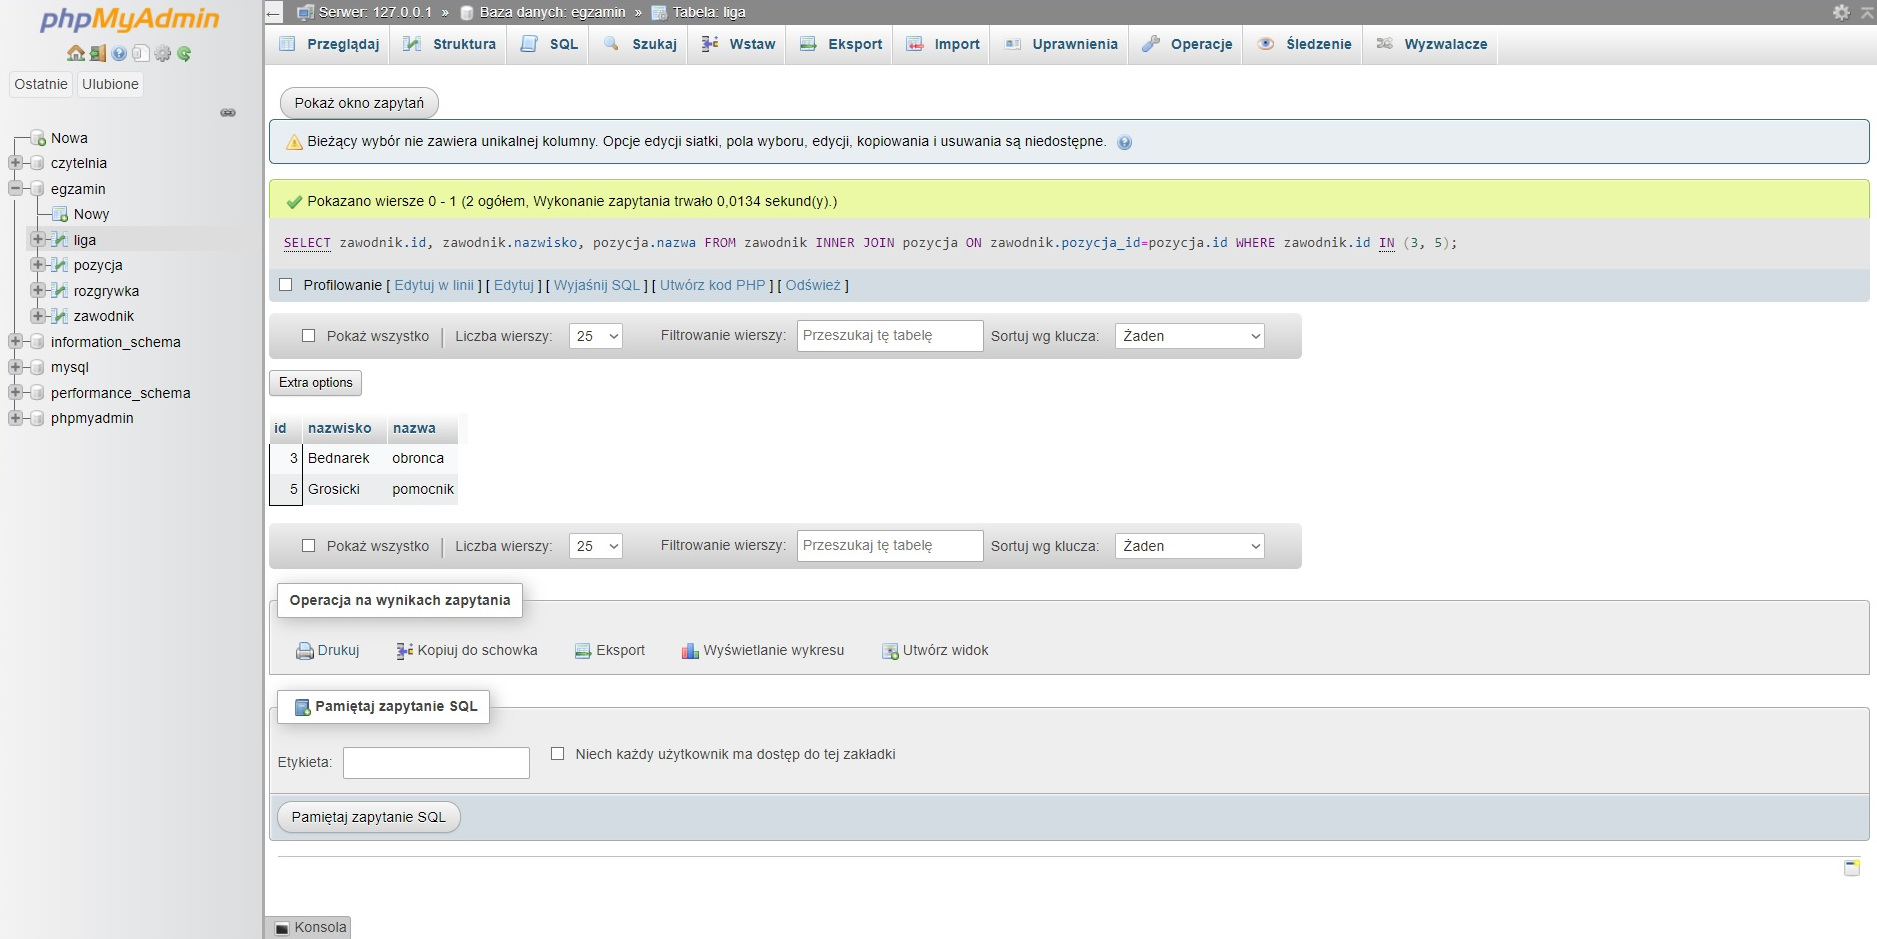 phpMyAdmin
Ostatnie Ulubione
Nowa
czytelnia
egzamin
Nowy
liga
pozycja
rozgrywka
zawodnik
information_schema
mysql
performance_schema
phpmyadmin
← Serwer: 127.0.0.1 » Baza danych: egzamin » Tabela: liga
Przeglądaj Struktura SQL Szukaj Wstaw Eksport Import Uprawnienia Operacje Śledzenie Wyzwalacze
Pokaż okno zapytań
Bieżący wybór nie zawiera unikalnej kolumny. Opcje edycji siatki, pola wyboru, edycji, kopiowania i usuwania są niedostępne.
Pokazano wiersze 0 - 1 (2 ogółem, Wykonanie zapytania trwało 0,0134 sekund(y).)
SELECT zawodnik.id, zawodnik.nazwisko, pozycja.nazwa FROM zawodnik INNER JOIN pozycja ON zawodnik.pozycja_id=pozycja.id WHERE zawodnik.id IN (3, 5);
Profilowanie [ Edytuj w linii ] [ Edytuj ] [ Wyjaśnij SQL ] [ Utwórz kod PHP ] [ Odśwież ]
Pokaż wszystko | Liczba wierszy: 25 Filtrowanie wierszy: Przeszukaj tę tabelę Sortuj wg klucza: Żaden
Extra options
id nazwisko nazwa
3 Bednarek obronca
5 Grosicki pomocnik
Pokaż wszystko | Liczba wierszy: 25 Filtrowanie wierszy: Przeszukaj tę tabelę Sortuj wg klucza: Żaden
Operacja na wynikach zapytania
Drukuj Kopiuj do schowka Eksport Wyświetlanie wykresu Utwórz widok
Pamiętaj zapytanie SQL
Etykieta: Niech każdy użytkownik ma dostęp do tej zakładki
Pamiętaj zapytanie SQL
Konsola